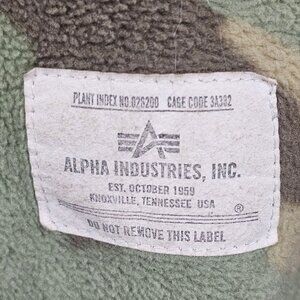 PLANT INDEX NO.026200 CAGE CODE 3A382
ALPHA INDUSTRIES, INC.
EST. OCTOBER 1959
KNOXVILLE, TENNESSEE USA
®
DO NOT REMOVE THIS LABEL